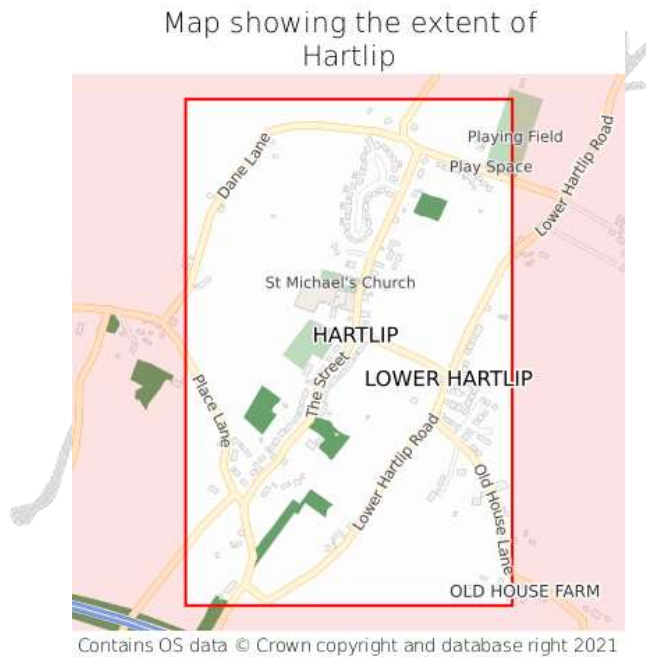 Map showing the extent of
Hartlip
Playing Field
Dane Lane
Play Space
Lower Hartlip Road
St Michael's Church
HARTLIP
LOWER HARTLIP
The Street
Place Lane
Lower Hartlip Road
Old House Lane
OLD HOUSE FARM
Contains OS data © Crown copyright and database right 2021